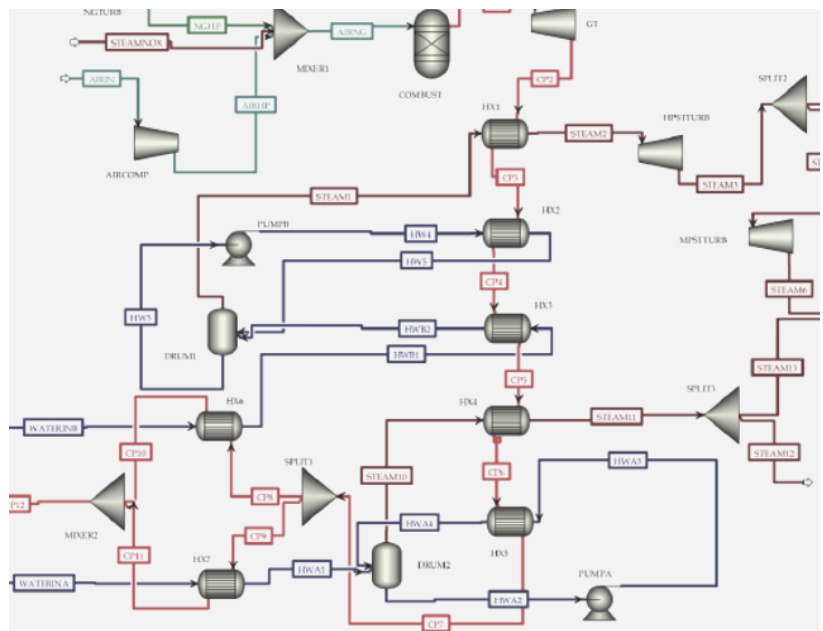 NGTURB
NGHP
GT
STEAMNOX
AIRNG
MIXER1
CP2
AIRIN
COMBUST
SPLIT2
AIRHP
HX1
HPSTTURB
STEAM2
AIRCOMP
CP3
STEAM3
STEAM1
HX2
PUMPB
HW4
MPSTTURB
HW5
CP4
STEAM6
HX3
HW3
HWB2
DRUM1
HWB1
STEAM13
CP5
SPLIT3
HX6
HX4
STEAM11
WATERINB
CP10
STEAM12
SPLIT1
HWA3
STEAM10
CP6
CP8
CP12
HWA4
MIXER2
CP9
HX5
CP11
HX7
HWA1
DRUM2
PUMPA
WATERINA
HWA2
CP7